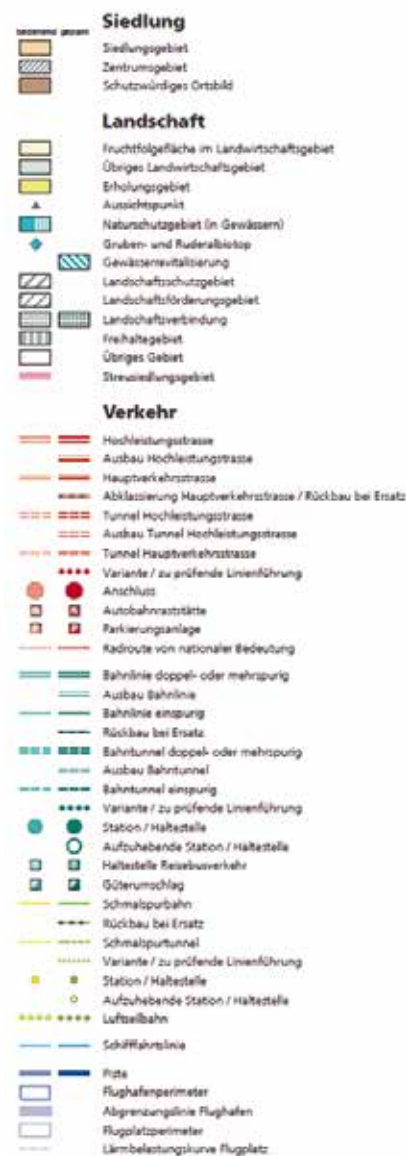 Siedlung
bestehend geplant
Siedlungsgebiet
Zentrumsgebiet
Schutzwürdiges Ortsbild
Landschaft
Fruchtfolgefläche im Landwirtschaftsgebiet
Übriges Landwirtschaftsgebiet
Erholungsgebiet
Aussichtspunkt
Naturschutzgebiet (in Gewässern)
Gruben- und Ruderalbiotop
Gewässerrevitalisierung
Landschaftsschutzgebiet
Landschaftsförderungsgebiet
Landschaftsverbindung
Freihaltegebiet
Übriges Gebiet
Streusiedlungsgebiet
Verkehr
Hochleistungsstrasse
Ausbau Hochleistungstrasse
Hauptverkehrsstrasse
Abklassierung Hauptverkehrsstrasse / Rückbau bei Ersatz
Tunnel Hochleistungsstrasse
Ausbau Tunnel Hochleistungsstrasse
Tunnel Hauptverkehrsstrasse
Variante / zu prüfende Linienführung
Anschluss
Autobahnraststätte
Parkierungsanlage
Radroute von nationaler Bedeutung
Bahnlinie doppel- oder mehrspurig
Ausbau Bahnlinie
Bahnlinie einspurig
Rückbau bei Ersatz
Bahntunnel doppel- oder mehrspurig
Ausbau Bahntunnel
Bahntunnel einspurig
Variante / zu prüfende Linienführung
Station / Haltestelle
Aufzuhebende Station / Haltestelle
Haltestelle Reisebusverkehr
Güterumschlag
Schmalspurbahn
Rückbau bei Ersatz
Schmalspurtunnel
Variante / zu prüfende Linienführung
Station / Haltestelle
Aufzuhebende Station / Haltestelle
Luftseilbahn
Schifffahrtslinie
Piste
Flughafenperimeter
Abgrenzungslinie Flughafen
Flugplatzperimeter
Lärmbelastungskurve Flugplatz